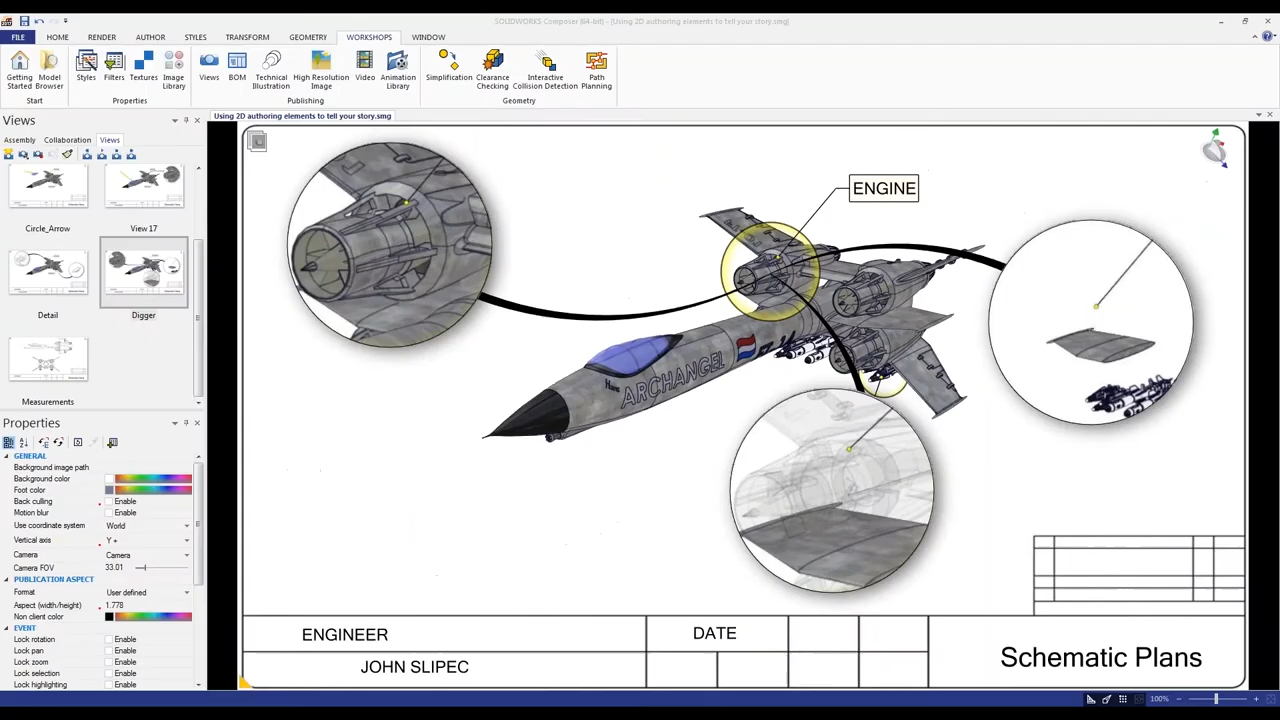 SOLIDWORKS Composer (64-bit) - [Using 2D authoring elements to tell your story.smg]
FILE HOME RENDER AUTHOR STYLES TRANSFORM GEOMETRY WORKSHOPS WINDOW
Getting Started
Model Browser
Styles
Filters
Textures
Image Library
Views
BOM
Technical Illustration
High Resolution Image
Video
Animation Library
Simplification
Clearance Checking
Interactive Collision Detection
Path Planning
Start
Properties
Publishing
Geometry
Views
Using 2D authoring elements to tell your story.smg
Assembly Collaboration Views
Circle_Arrow
View 17
Detail
Digger
Measurements
Properties
GENERAL
Background image path
Background color
Foot color
Back culling Enable
Motion blur Enable
Use coordinate system World
Vertical axis Y +
Camera Camera
Camera FOV 33.01
PUBLICATION ASPECT
Format User defined
Aspect (width/height) 1.778
Non client color
EVENT
Lock rotation Enable
Lock pan Enable
Lock zoom Enable
Lock selection Enable
Lock highlighting Enable
ENGINE
ARCHANGEL
ENGINEER
DATE
JOHN SLIPEC
Schematic Plans
100%